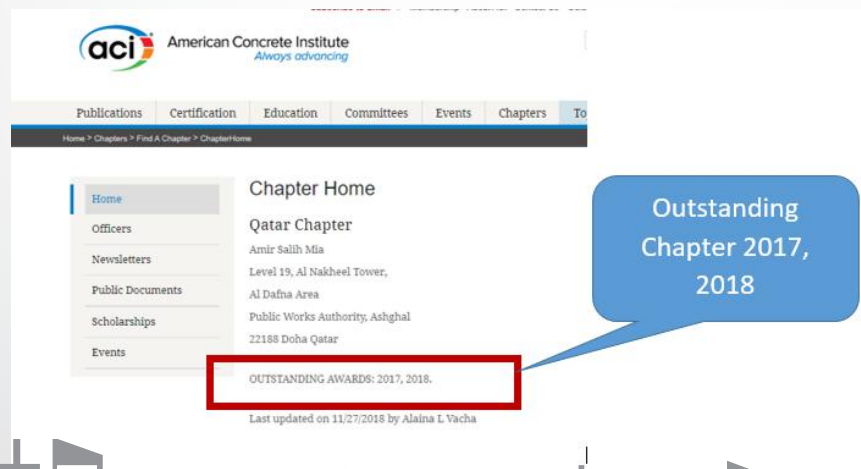 aci American Concrete Institute
Always advancing
Publications Certification Education Committees Events Chapters To
Home > Chapters > Find A Chapter > ChapterHome
Home
Officers
Newsletters
Public Documents
Scholarships
Events
Chapter Home
Qatar Chapter
Amir Salih Mia
Level 19, Al Nakheel Tower,
Al Dafna Area
Public Works Authority, Ashghal
22188 Doha Qatar
OUTSTANDING AWARDS: 2017, 2018.
Last updated on 11/27/2018 by Alaina L Vacha
Outstanding
Chapter 2017,
2018